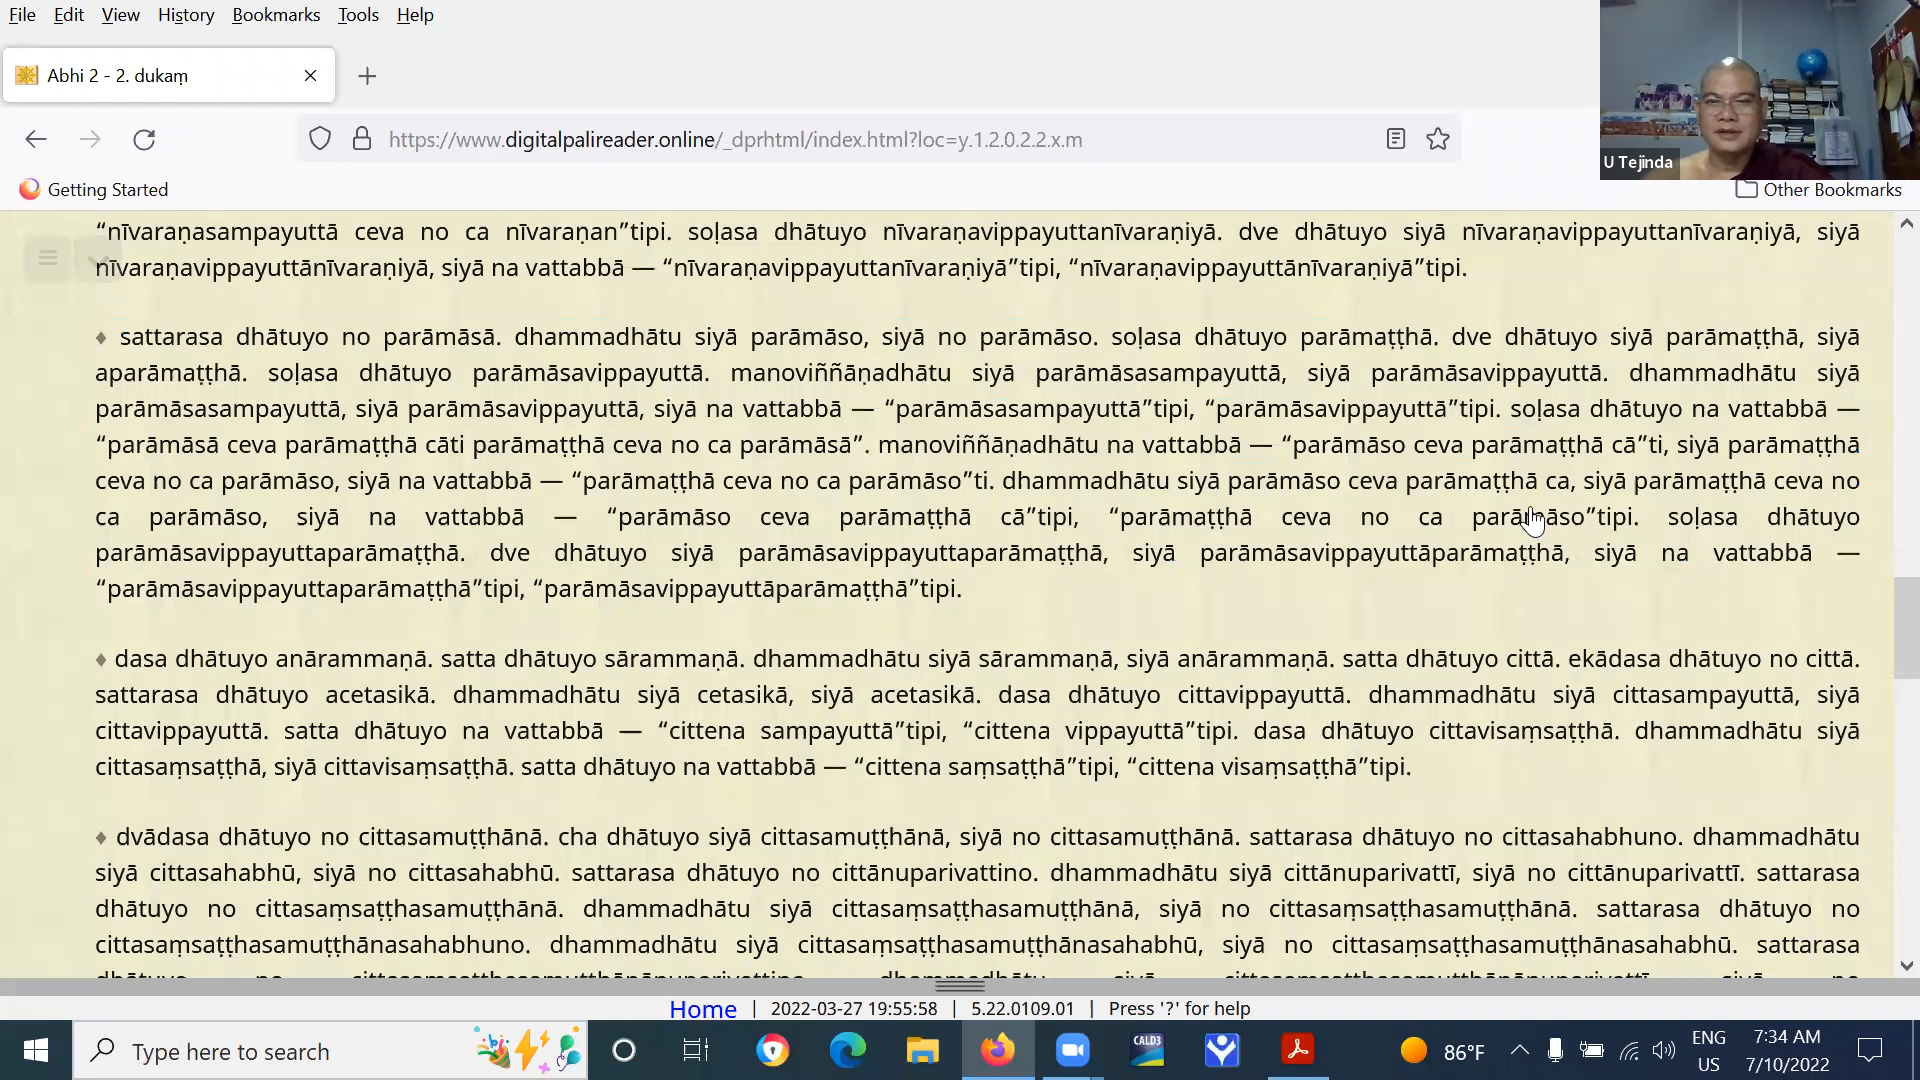 File Edit View History Bookmarks Tools Help
Abhi 2 - 2. dukaṃ
https://www.digitalpalireader.online/_dprhtml/index.html?loc=y.1.2.0.2.2.x.m
U Tejinda
Getting Started
Other Bookmarks
“nīvaraṇasampayuttā ceva no ca nīvaraṇan”tipi. soḷasa dhātuyo nīvaraṇavippayuttanīvaraṇiyā. dve dhātuyo siyā nīvaraṇavippayuttanīvaraṇiyā, siyā
nīvaraṇavippayuttānīvaraṇiyā, siyā na vattabbā — “nīvaraṇavippayuttanīvaraṇiyā”tipi, “nīvaraṇavippayuttānīvaraṇiyā”tipi.
♦ sattarasa dhātuyo no parāmāsā. dhammadhātu siyā parāmāso, siyā no parāmāso. soḷasa dhātuyo parāmaṭṭhā. dve dhātuyo siyā parāmaṭṭhā, siyā
aparāmaṭṭhā. soḷasa dhātuyo parāmāsavippayuttā. manoviññāṇadhātu siyā parāmāsasampayuttā, siyā parāmāsavippayuttā. dhammadhātu siyā
parāmāsasampayuttā, siyā parāmāsavippayuttā, siyā na vattabbā — “parāmāsasampayuttā”tipi, “parāmāsavippayuttā”tipi. soḷasa dhātuyo na vattabbā —
“parāmāsā ceva parāmaṭṭhā cāti parāmaṭṭhā ceva no ca parāmāsā”. manoviññāṇadhātu na vattabbā — “parāmāso ceva parāmaṭṭhā cā”ti, siyā parāmaṭṭhā
ceva no ca parāmāso, siyā na vattabbā — “parāmaṭṭhā ceva no ca parāmāso”ti. dhammadhātu siyā parāmāso ceva parāmaṭṭhā ca, siyā parāmaṭṭhā ceva no
ca parāmāso, siyā na vattabbā — “parāmāso ceva parāmaṭṭhā cā”tipi, “parāmaṭṭhā ceva no ca parāmāso”tipi. soḷasa dhātuyo
parāmāsavippayuttaparāmaṭṭhā. dve dhātuyo siyā parāmāsavippayuttaparāmaṭṭhā, siyā parāmāsavippayuttāparāmaṭṭhā, siyā na vattabbā —
“parāmāsavippayuttaparāmaṭṭhā”tipi, “parāmāsavippayuttāparāmaṭṭhā”tipi.
♦ dasa dhātuyo anārammaṇā. satta dhātuyo sārammaṇā. dhammadhātu siyā sārammaṇā, siyā anārammaṇā. satta dhātuyo cittā. ekādasa dhātuyo no cittā.
sattarasa dhātuyo acetasikā. dhammadhātu siyā cetasikā, siyā acetasikā. dasa dhātuyo cittavippayuttā. dhammadhātu siyā cittasampayuttā, siyā
cittavippayuttā. satta dhātuyo na vattabbā — “cittena sampayuttā”tipi, “cittena vippayuttā”tipi. dasa dhātuyo cittavisaṃsaṭṭhā. dhammadhātu siyā
cittasaṃsaṭṭhā, siyā cittavisaṃsaṭṭhā. satta dhātuyo na vattabbā — “cittena saṃsaṭṭhā”tipi, “cittena visaṃsaṭṭhā”tipi.
♦ dvādasa dhātuyo no cittasamuṭṭhānā. cha dhātuyo siyā cittasamuṭṭhānā, siyā no cittasamuṭṭhānā. sattarasa dhātuyo no cittasahabhuno. dhammadhātu
siyā cittasahabhū, siyā no cittasahabhū. sattarasa dhātuyo no cittānuparivattino. dhammadhātu siyā cittānuparivattī, siyā no cittānuparivattī. sattarasa
dhātuyo no cittasaṃsaṭṭhasamuṭṭhānā. dhammadhātu siyā cittasaṃsaṭṭhasamuṭṭhānā, siyā no cittasaṃsaṭṭhasamuṭṭhānā. sattarasa dhātuyo no
cittasaṃsaṭṭhasamuṭṭhānasahabhuno. dhammadhātu siyā cittasaṃsaṭṭhasamuṭṭhānasahabhū, siyā no cittasaṃsaṭṭhasamuṭṭhānasahabhū. sattarasa
dhātuyo no cittasaṃsaṭṭhasamuṭṭhānānuparivattino. dhammadhātu siyā cittasaṃsaṭṭhasamuṭṭhānānuparivattī, siyā no
Home | 2022-03-27 19:55:58 | 5.22.0109.01 | Press '?' for help
Type here to search
CALD3
86°F
ENG
US
7:34 AM
7/10/2022